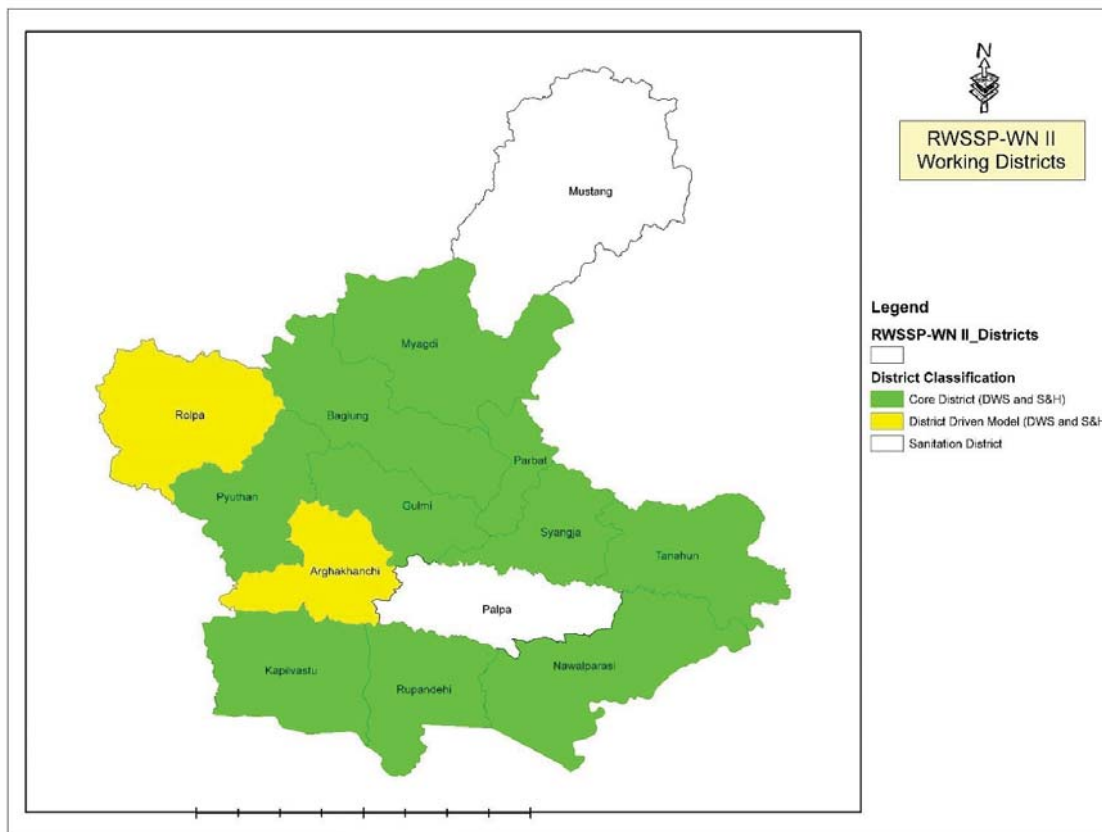 N
RWSSP-WN II
Working Districts
Mustang
Myagdi
Rolpa
Baglung
Parbat
Pyuthan
Gulmi
Syangja
Tanahun
Arghakhanchi
Palpa
Nawalparasi
Kapilvastu
Rupandehi
Legend
RWSSP-WN II_Districts
District Classification
Core District (DWS and S&H)
District Driven Model (DWS and S&H
Sanitation District